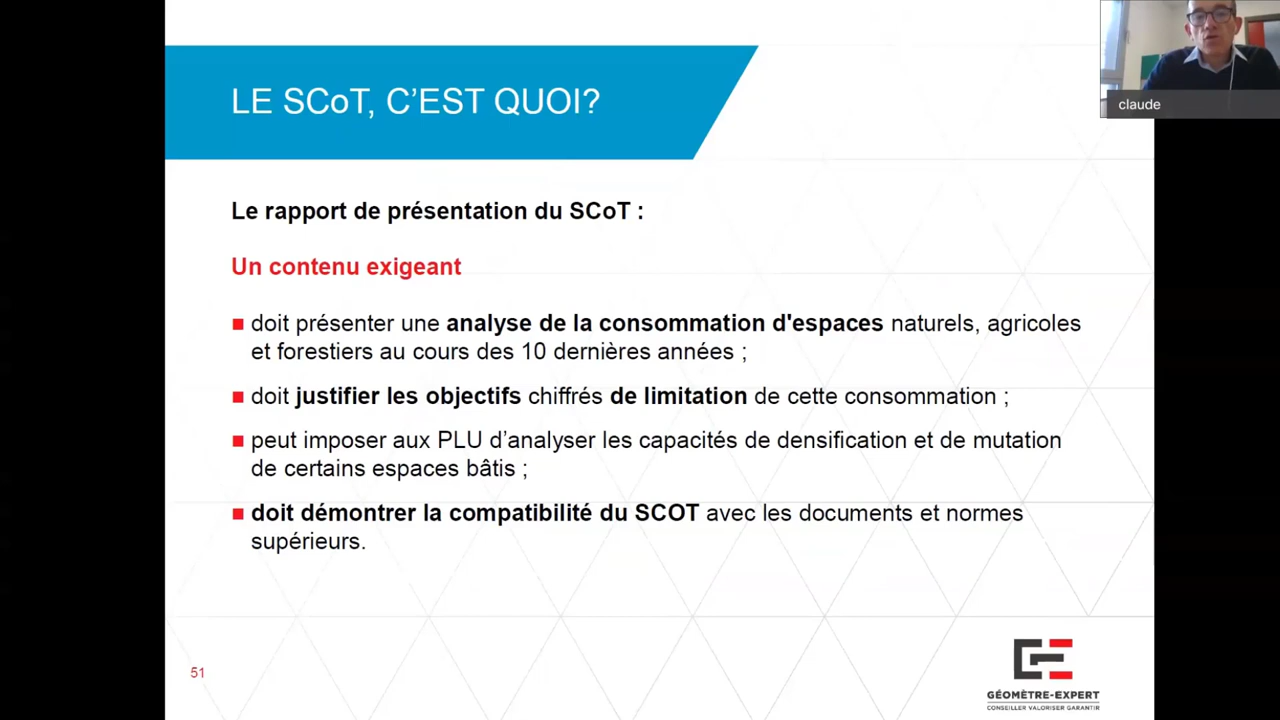 LE SCoT, C'EST QUOI?
claude
Le rapport de présentation du SCoT :
Un contenu exigeant
doit présenter une analyse de la consommation d'espaces naturels, agricoles
et forestiers au cours des 10 dernières années ;
doit justifier les objectifs chiffrés de limitation de cette consommation ;
peut imposer aux PLU d'analyser les capacités de densification et de mutation
de certains espaces bâtis ;
doit démontrer la compatibilité du SCOT avec les documents et normes
supérieurs.
51
GÉOMÈTRE-EXPERT
CONSEILLER VALORISER GARANTIR